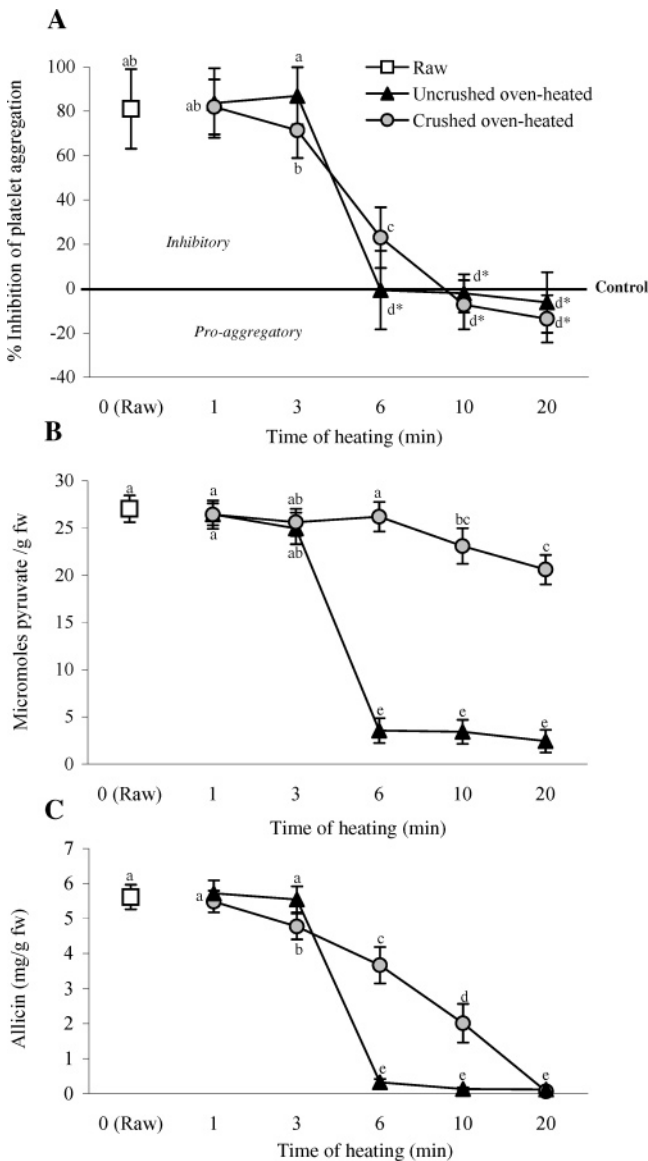 A
100
80
60
40
20
0
-20
-40
% Inhibition of platelet aggregation
Raw
Uncrushed oven-heated
Crushed oven-heated
ab
ab
a
b
c
d*
d*
d*
d*
d*
Inhibitory
Pro-aggregatory
Control
0 (Raw) 1 3 6 10 20
Time of heating (min)
B
30
25
20
15
10
5
0
Micromoles pyruvate /g fw
a
a
a
ab
ab
a
bc
c
e
e
e
0 (Raw) 1 3 6 10 20
Time of heating (min)
C
7
6
5
4
3
2
1
0
Allicin (mg/g fw)
a
a
a
b
c
d
e
e
e
0 (Raw) 1 3 6 10 20
Time of heating (min)